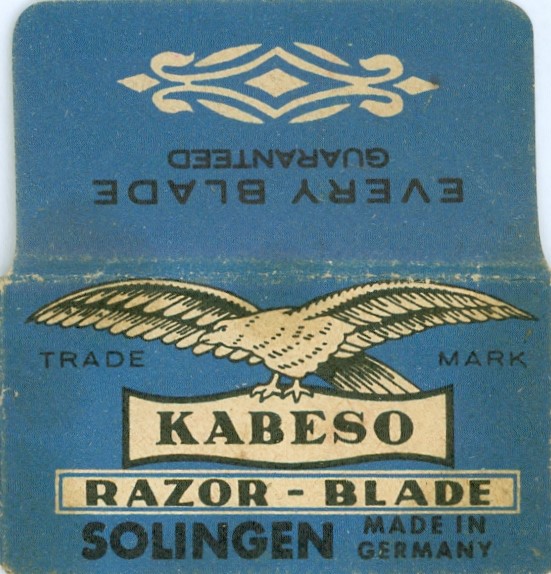 EVERY BLADE
GUARANTEED
TRADE MARK
KABESO
RAZOR - BLADE
SOLINGEN
MADE IN
GERMANY